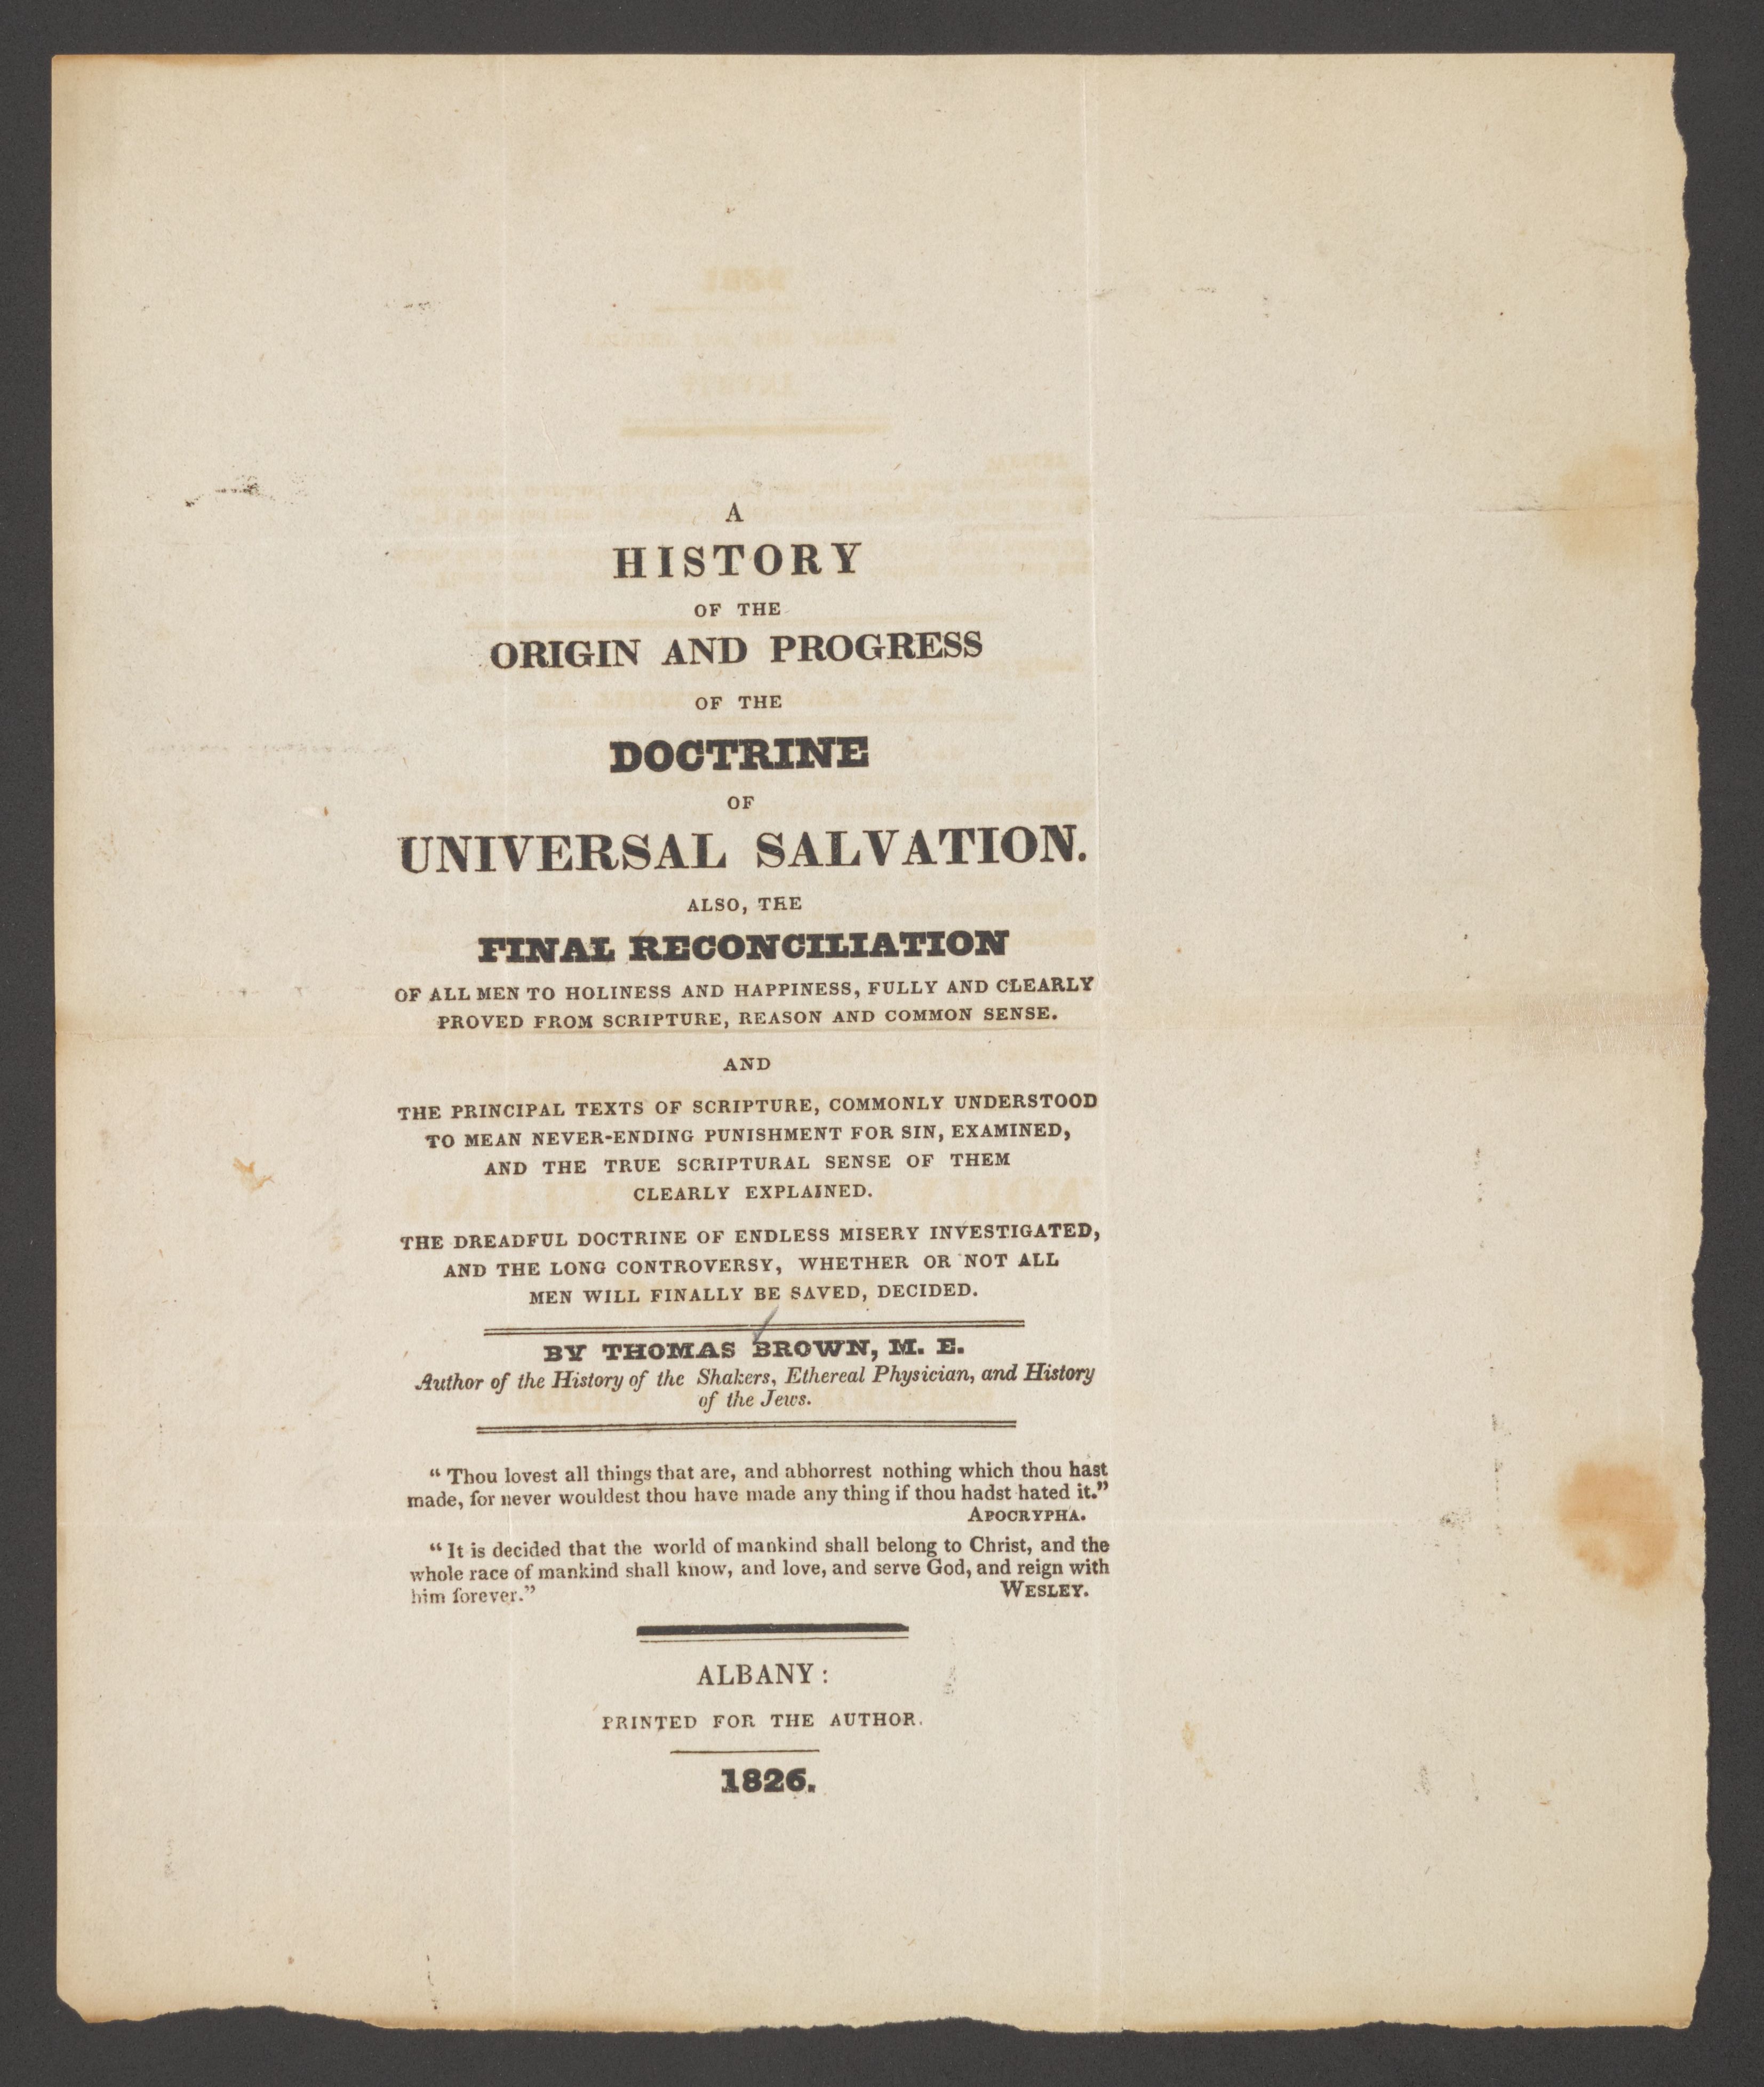 A
HISTORY
OF THE
ORIGIN AND PROGRESS
OF THE
DOCTRINE
OF
UNIVERSAL SALVATION.
ALSO, THE
FINAL RECONCILIATION
OF ALL MEN TO HOLINESS AND HAPPINESS, FULLY AND CLEARLY
PROVED FROM SCRIPTURE, REASON AND COMMON SENSE.
AND
THE PRINCIPAL TEXTS OF SCRIPTURE, COMMONLY UNDERSTOOD
TO MEAN NEVER-ENDING PUNISHMENT FOR SIN, EXAMINED,
AND THE TRUE SCRIPTURAL SENSE OF THEM
CLEARLY EXPLAINED.
THE DREADFUL DOCTRINE OF ENDLESS MISERY INVESTIGATED,
AND THE LONG CONTROVERSY, WHETHER OR NOT ALL
MEN WILL FINALLY BE SAVED, DECIDED.
BY THOMAS BROWN, M. E.
Author of the History of the Shakers, Ethereal Physician, and History
of the Jews.
“ Thou lovest all things that are, and abhorrest nothing which thou hast
made, for never wouldest thou have made any thing if thou hadst hated it.”
APOCRYPHA.
“ It is decided that the world of mankind shall belong to Christ, and the
whole race of mankind shall know, and love, and serve God, and reign with
him forever.” WESLEY.
ALBANY:
PRINTED FOR THE AUTHOR.
1826.